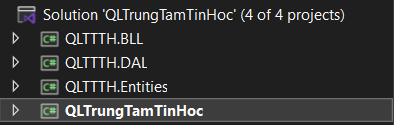 Solution 'QLTrungTamTinHoc' (4 of 4 projects)
C# QLTTTH.BLL
C# QLTTTH.DAL
C# QLTTTH.Entities
C# QLTrungTamTinHoc